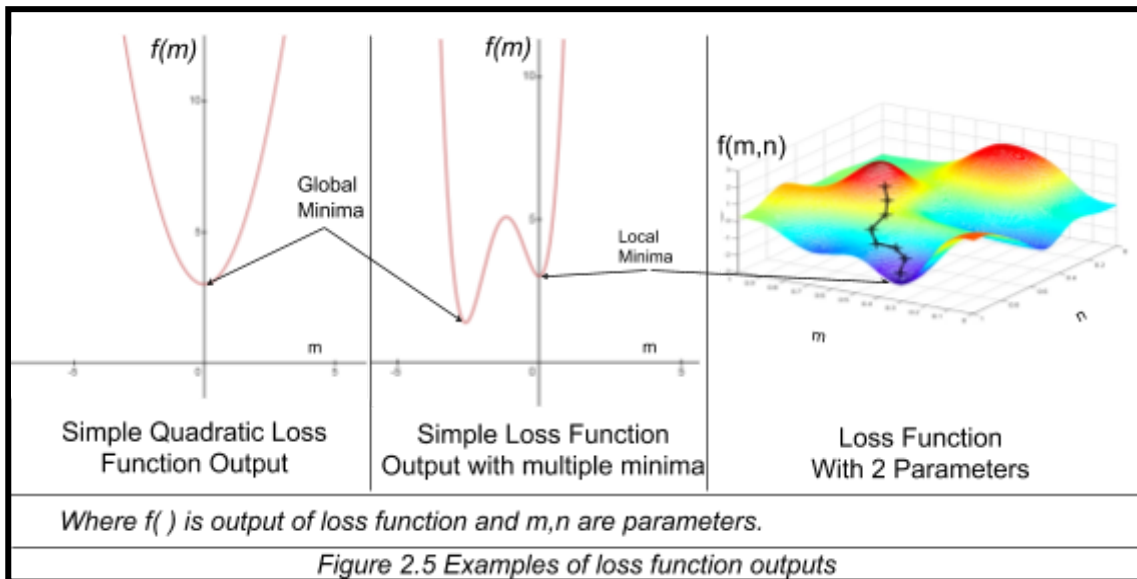 f(m)
10
5
-5
0
5
m
Global
Minima
Simple Quadratic Loss
Function Output
f(m)
10
5
-5
0
5
m
Local
Minima
Simple Loss Function
Output with multiple minima
f(m,n)
m
n
Loss Function
With 2 Parameters
Where f( ) is output of loss function and m,n are parameters.
Figure 2.5 Examples of loss function outputs